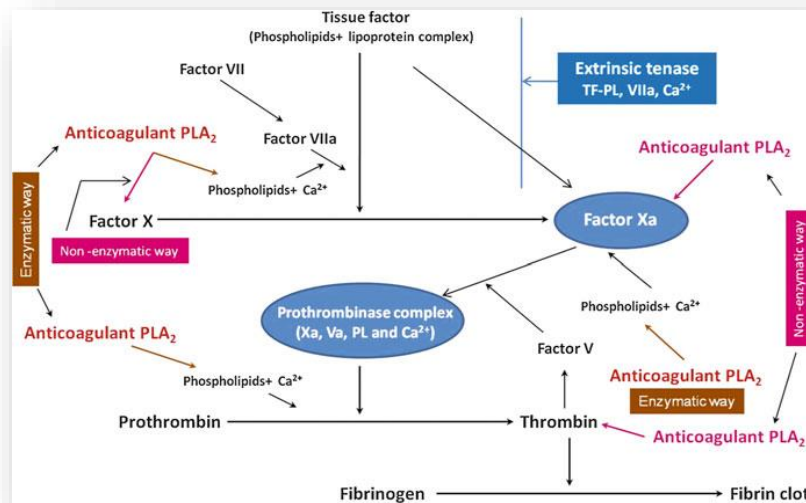 Tissue factor
(Phospholipids+ lipoprotein complex)
Extrinsic tenase
TF-PL, VIIa, Ca²⁺
Factor VII
Anticoagulant PLA₂
Factor VIIa
Anticoagulant PLA₂
Phospholipids+ Ca²⁺
Enzymatic way
Factor X
Factor Xa
Non -enzymatic way
Non -enzymatic way
Prothrombinase complex
(Xa, Va, PL and Ca²⁺)
Phospholipids+ Ca²⁺
Anticoagulant PLA₂
Factor V
Phospholipids+ Ca²⁺
Anticoagulant PLA₂
Enzymatic way
Prothrombin
Thrombin
Anticoagulant PLA₂
Fibrinogen
Fibrin clot